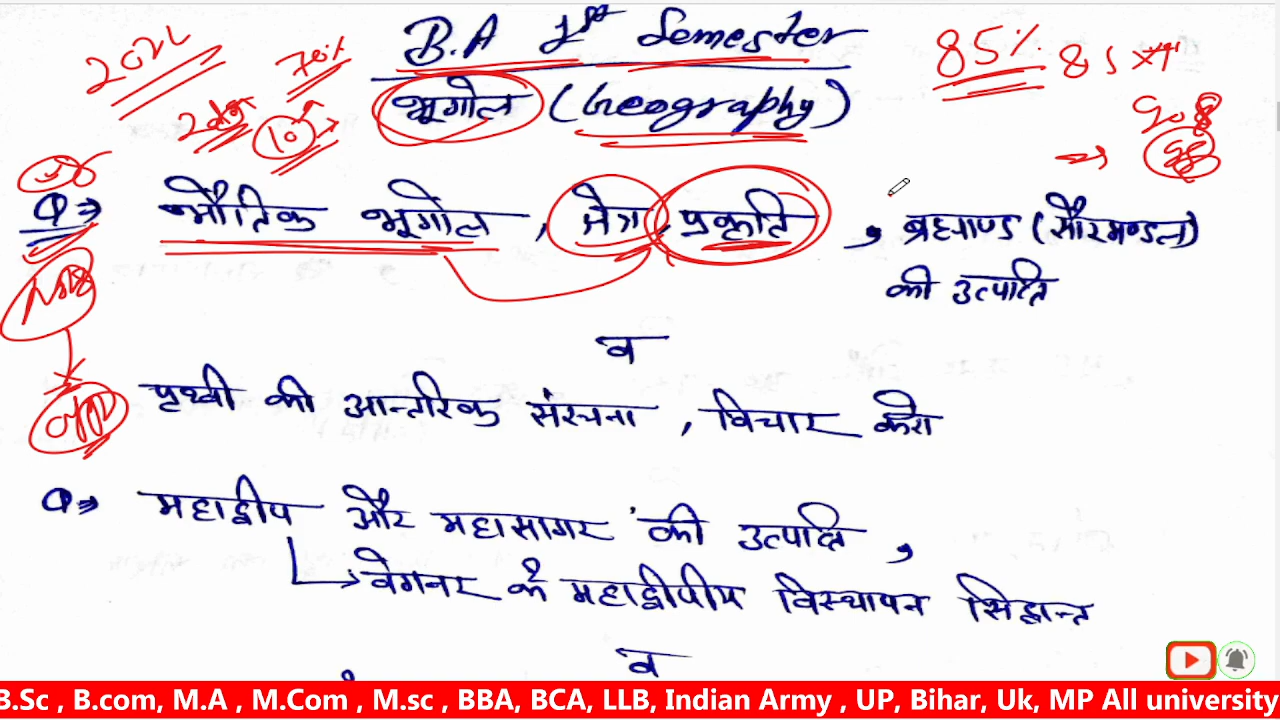 B.A 1st Semester
भूगोल (Geography)
2022
70%
85%
Q⇒ भौतिक भूगोल, क्षेत्र, प्रकृति, ब्रह्माण्ड (सौरमण्डल)
की उत्पत्ति
व
पृथ्वी की आन्तरिक संरचना, विचार करो
Q⇒ महाद्वीप और महासागर की उत्पत्ति,
↳ वेगनर के महाद्वीपीय विस्थापन सिद्धान्त
व
B.Sc , B.com, M.A , M.Com , M.sc , BBA, BCA, LLB, Indian Army , UP, Bihar, Uk, MP All university